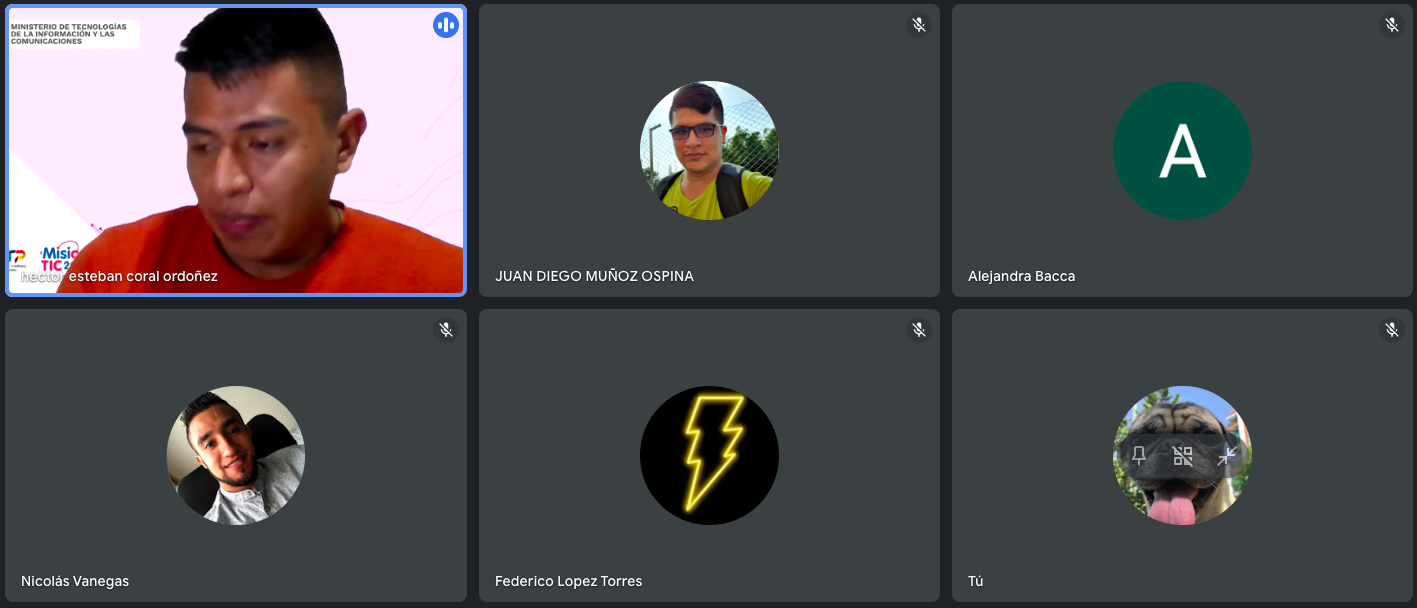 MINISTERIO DE TECNOLOGÍAS
DE LA INFORMACIÓN Y LAS
COMUNICACIONES
Misió
TIC 2
hector esteban coral ordoñez
JUAN DIEGO MUÑOZ OSPINA
A
Alejandra Bacca
Nicolás Vanegas
Federico Lopez Torres
Tú